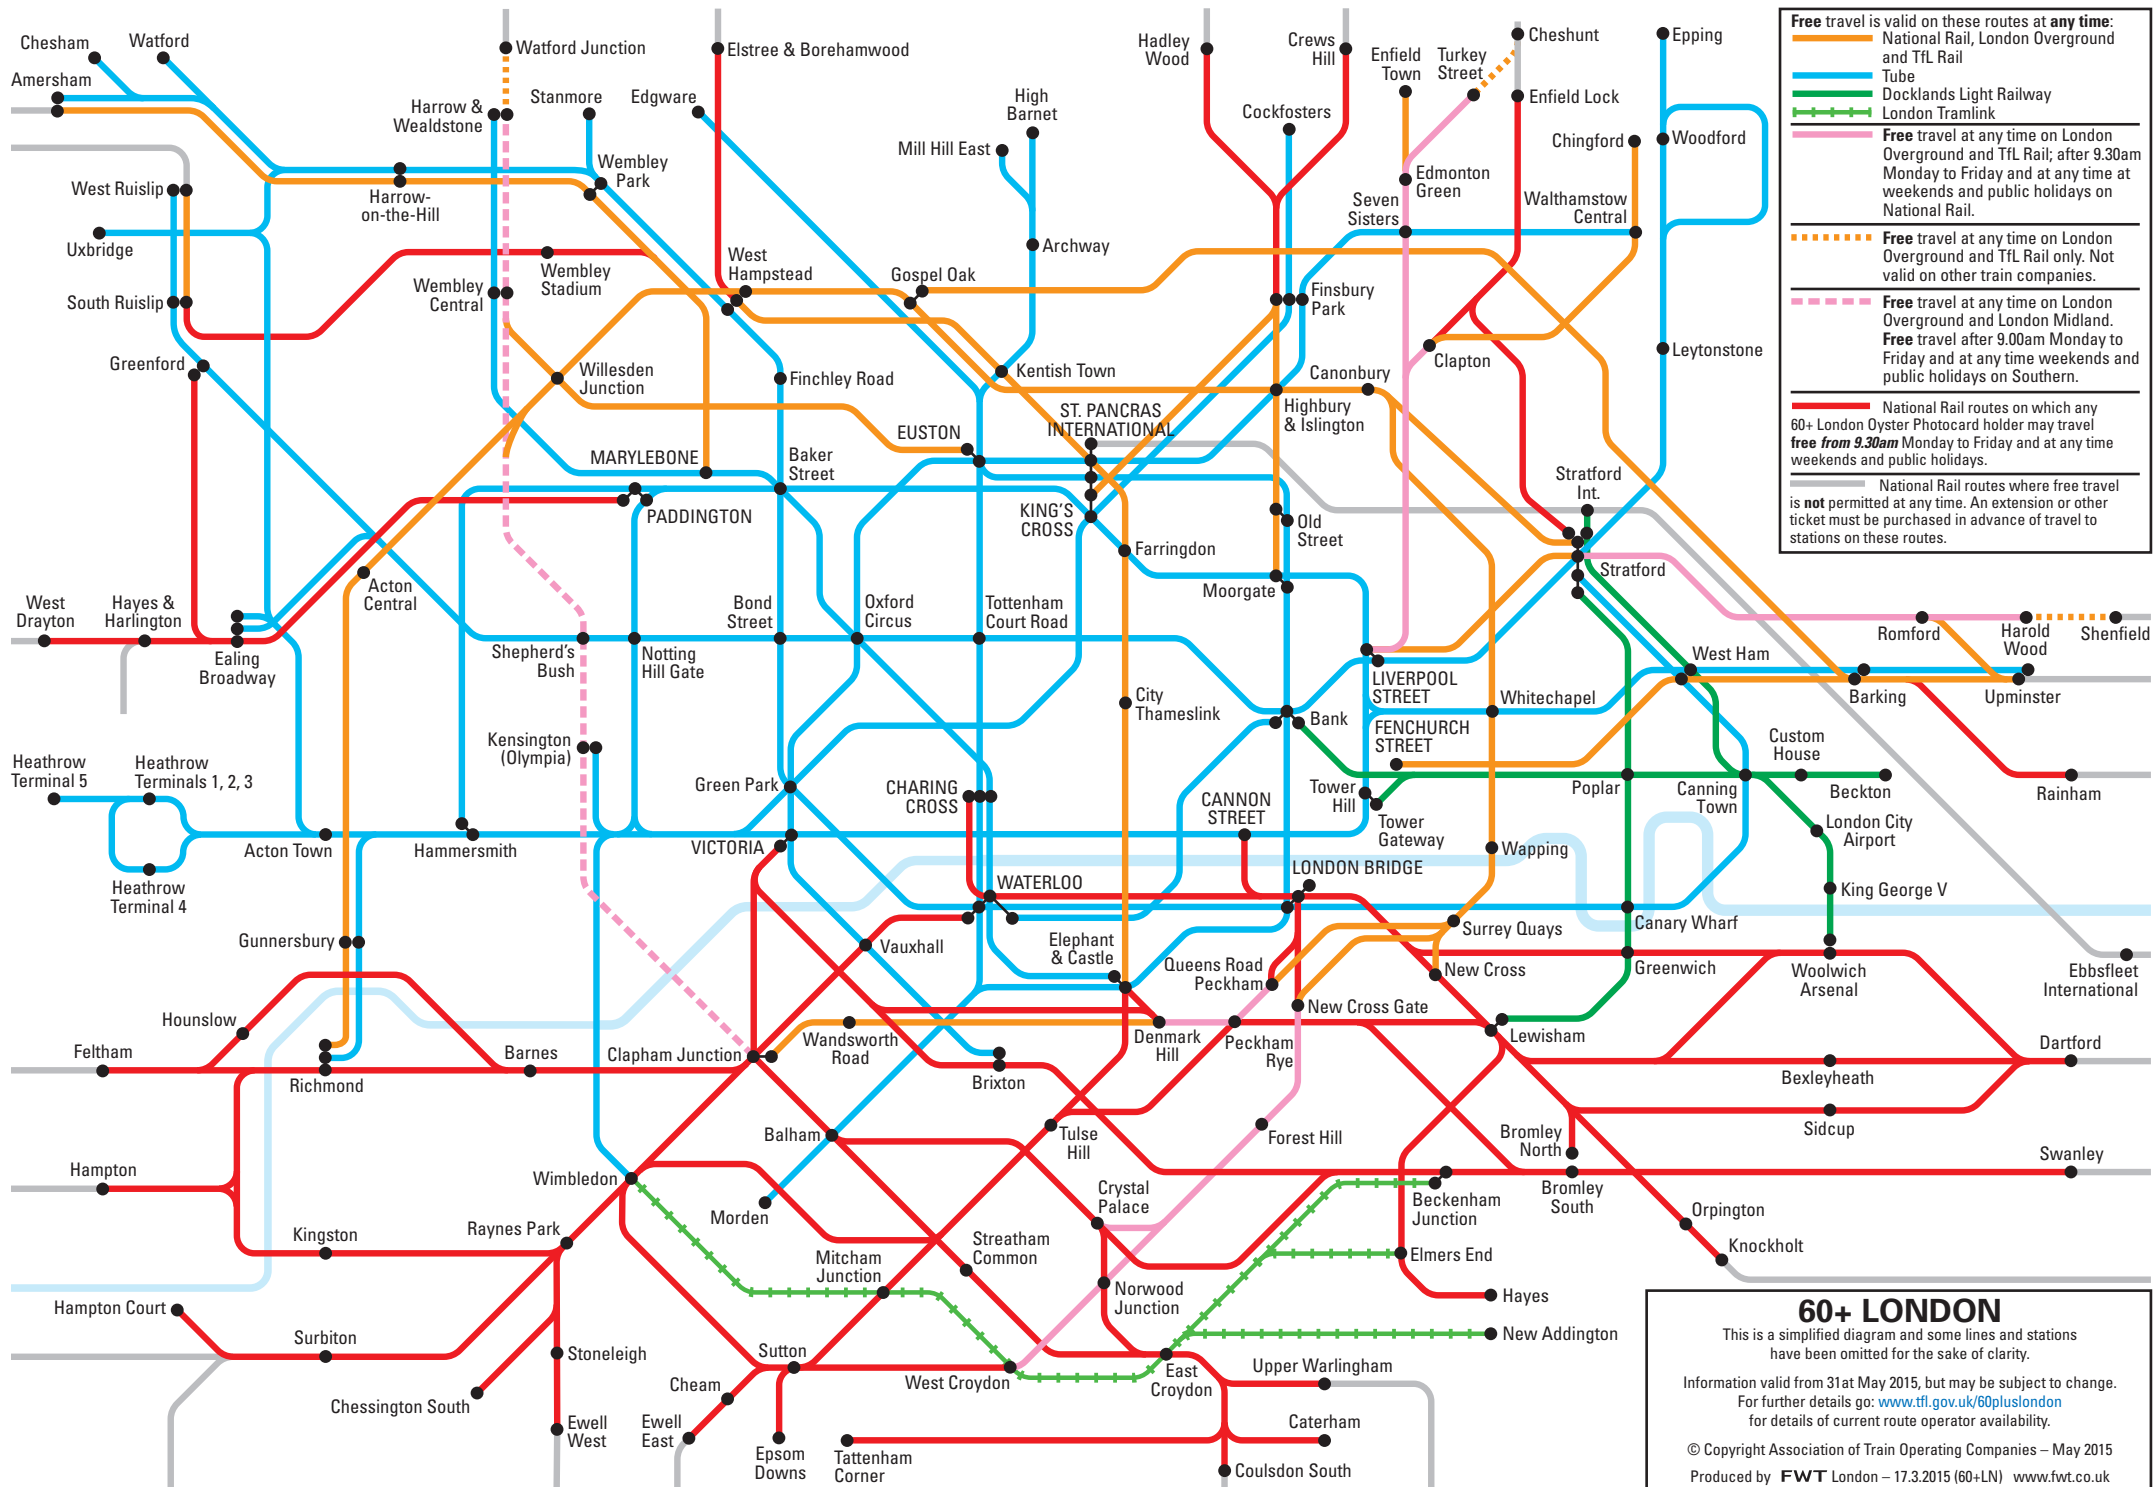 Chesham
Watford
Amersham
Watford Junction
Elstree & Borehamwood
Hadley
Wood
Crews
Hill
Enfield
Town
Turkey
Street
Cheshunt
Epping
Harrow &
Wealdstone
Stanmore
Edgware
High
Barnet
Mill Hill East
Cockfosters
Enfield Lock
Chingford
Woodford
West Ruislip
Harrow-
on-the-Hill
Wembley
Park
Edmonton
Green
Seven
Sisters
Walthamstow
Central
Uxbridge
Archway
West
Hampstead
Gospel Oak
Wembley
Stadium
Wembley
Central
South Ruislip
Finsbury
Park
Greenford
Clapton
Leytonstone
Willesden
Junction
Finchley Road
Kentish Town
Canonbury
Highbury
& Islington
ST. PANCRAS
INTERNATIONAL
EUSTON
MARYLEBONE
Baker
Street
Stratford
Int.
PADDINGTON
KING'S
CROSS
Old
Street
Farringdon
Stratford
Moorgate
Acton
Central
West
Drayton
Hayes &
Harlington
Ealing
Broadway
Shepherd's
Bush
Notting
Hill Gate
Bond
Street
Oxford
Circus
Tottenham
Court Road
Romford
Harold
Wood
Shenfield
LIVERPOOL
STREET
West Ham
Barking
Upminster
City
Thameslink
Whitechapel
Bank
FENCHURCH
STREET
Custom
House
Kensington
(Olympia)
Heathrow
Terminal 5
Heathrow
Terminals 1, 2, 3
Green Park
CHARING
CROSS
CANNON
STREET
Tower
Hill
Tower
Gateway
Poplar
Canning
Town
Beckton
Rainham
London City
Airport
Acton Town
Hammersmith
VICTORIA
Wapping
Heathrow
Terminal 4
WATERLOO
LONDON BRIDGE
King George V
Canary Wharf
Gunnersbury
Vauxhall
Elephant
& Castle
Surrey Quays
Queens Road
Peckham
New Cross
Greenwich
Woolwich
Arsenal
Ebbsfleet
International
Hounslow
New Cross Gate
Lewisham
Feltham
Richmond
Barnes
Clapham Junction
Wandsworth
Road
Brixton
Denmark
Hill
Peckham
Rye
Dartford
Bexleyheath
Balham
Tulse
Hill
Forest Hill
Bromley
North
Sidcup
Hampton
Wimbledon
Morden
Crystal
Palace
Beckenham
Junction
Bromley
South
Swanley
Orpington
Kingston
Raynes Park
Mitcham
Junction
Streatham
Common
Elmers End
Knockholt
Norwood
Junction
Hayes
Hampton Court
Surbiton
Stoneleigh
Sutton
New Addington
Chessington South
Cheam
West Croydon
East
Croydon
Upper Warlingham
Ewell
West
Ewell
East
Epsom
Downs
Tattenham
Corner
Caterham
Coulsdon South
Free travel is valid on these routes at any time:
National Rail, London Overground
and TfL Rail
Tube
Docklands Light Railway
London Tramlink
Free travel at any time on London
Overground and TfL Rail; after 9.30am
Monday to Friday and at any time at
weekends and public holidays on
National Rail.
Free travel at any time on London
Overground and TfL Rail only. Not
valid on other train companies.
Free travel at any time on London
Overground and London Midland.
Free travel after 9.00am Monday to
Friday and at any time weekends and
public holidays on Southern.
National Rail routes on which any
60+ London Oyster Photocard holder may travel
free from 9.30am Monday to Friday and at any time
weekends and public holidays.
National Rail routes where free travel
is not permitted at any time. An extension or other
ticket must be purchased in advance of travel to
stations on these routes.
60+ LONDON
This is a simplified diagram and some lines and stations
have been omitted for the sake of clarity.
Information valid from 31at May 2015, but may be subject to change.
For further details go: www.tfl.gov.uk/60pluslondon
for details of current route operator availability.
© Copyright Association of Train Operating Companies – May 2015
Produced by FWT London – 17.3.2015 (60+LN) www.fwt.co.uk